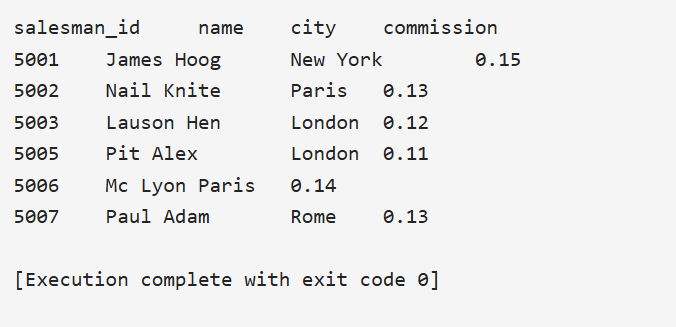 salesman_id name city commission
5001 James Hoog New York 0.15
5002 Nail Knite Paris 0.13
5003 Lauson Hen London 0.12
5005 Pit Alex London 0.11
5006 Mc Lyon Paris 0.14
5007 Paul Adam Rome 0.13
[Execution complete with exit code 0]